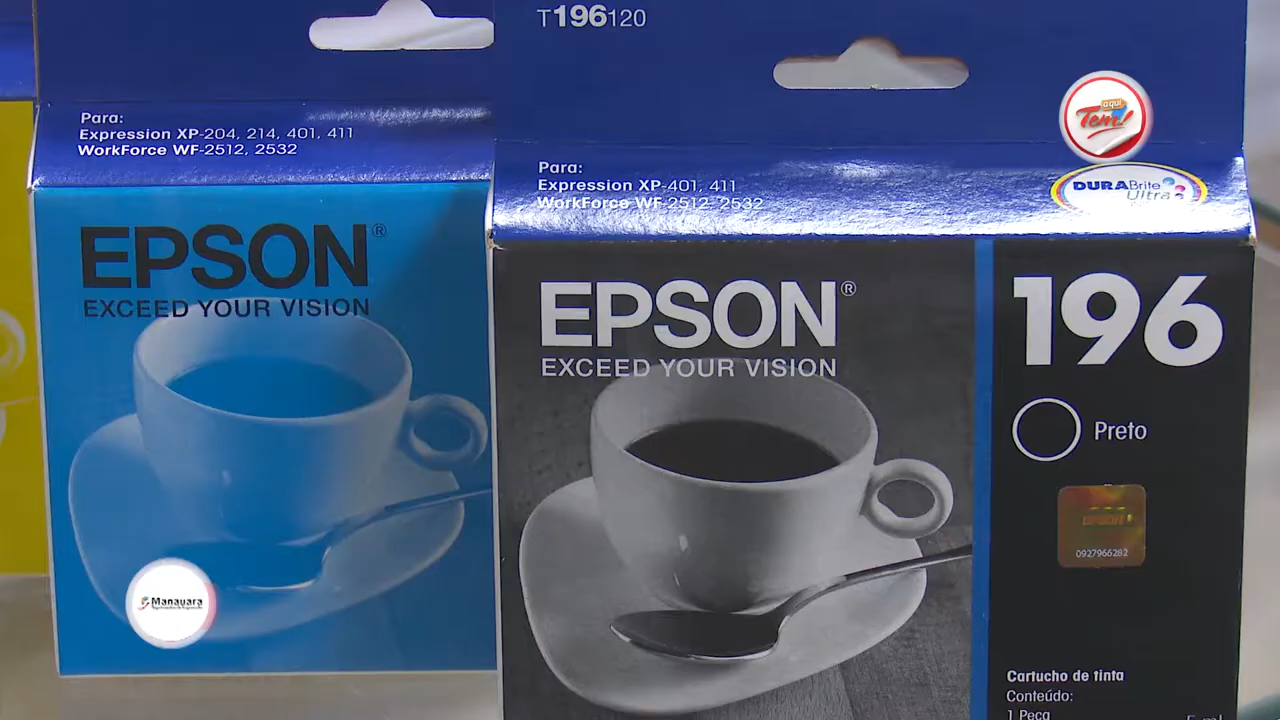 Para:
Expression XP-204, 214, 401, 411
WorkForce WF-2512, 2532
EPSON®
EXCEED YOUR VISION
Manauara
T196120
Para:
Expression XP-401, 411
WorkForce WF-2512, 2532
aqui
Tem!
DURABrite
Ultra
EPSON®
EXCEED YOUR VISION
196
Preto
EPSON
0927966282
Cartucho de tinta
Conteúdo:
1 Peça